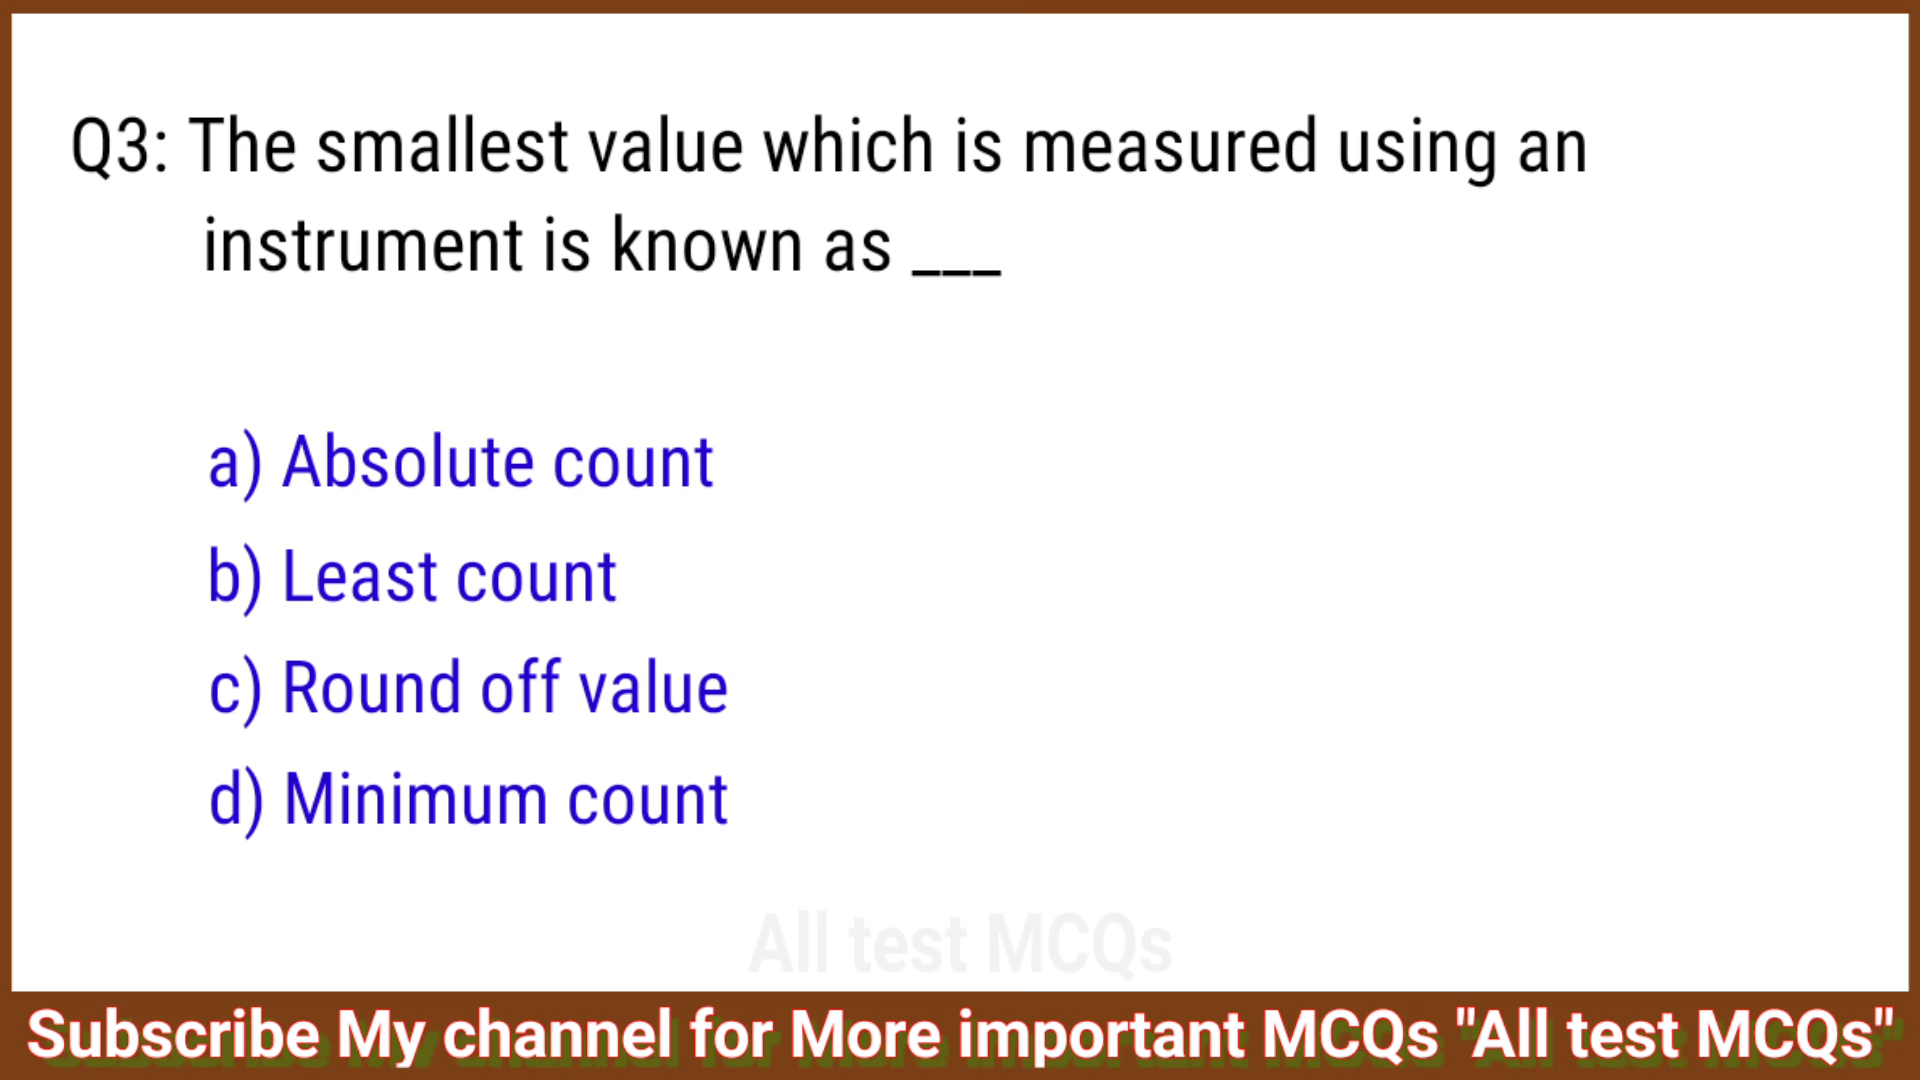 Q3: The smallest value which is measured using an
instrument is known as ___
a) Absolute count
b) Least count
c) Round off value
d) Minimum count
All test MCQs
Subscribe My channel for More important MCQs "All test MCQs"